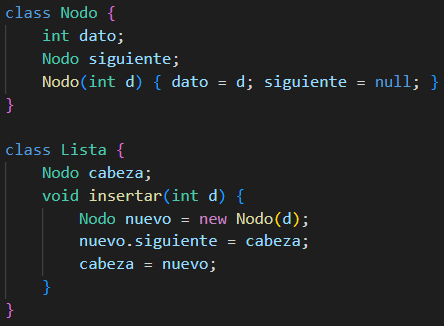 class Nodo {
    int dato;
    Nodo siguiente;
    Nodo(int d) { dato = d; siguiente = null; }
}

class Lista {
    Nodo cabeza;
    void insertar(int d) {
        Nodo nuevo = new Nodo(d);
        nuevo.siguiente = cabeza;
        cabeza = nuevo;
    }
}